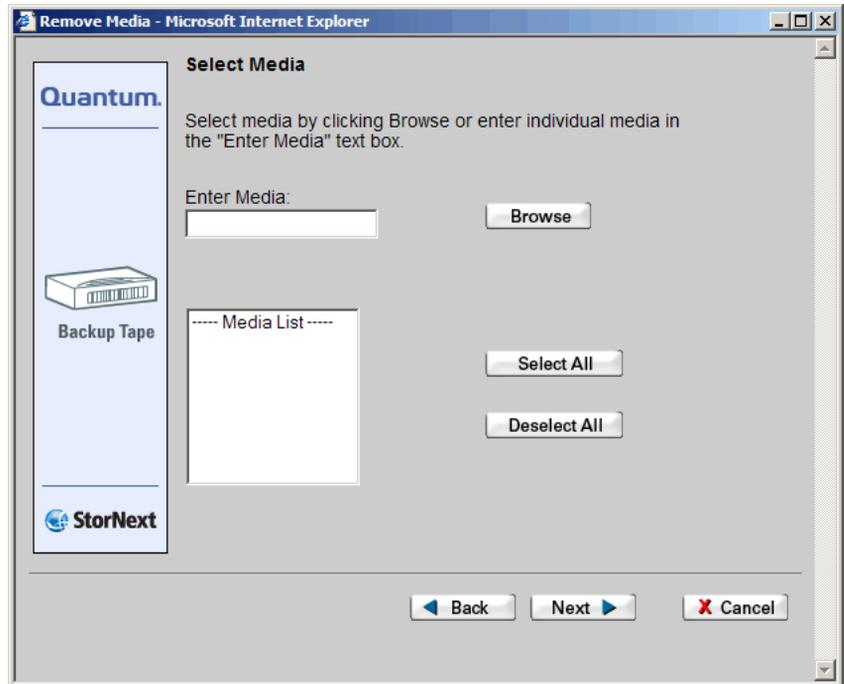 Remove Media - Microsoft Internet Explorer
Select Media
Quantum.
Select media by clicking Browse or enter individual media in
the "Enter Media" text box.
Enter Media:
Browse
Backup Tape
----- Media List -----
Select All
Deselect All
StorNext
Back
Next
X Cancel